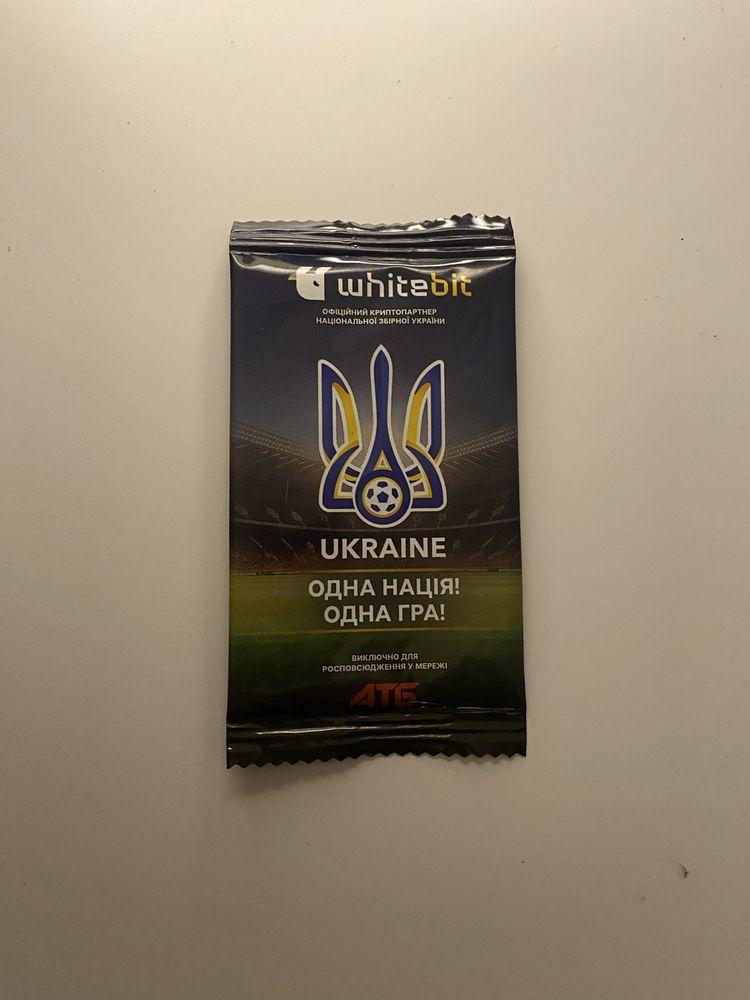 whitebit
ОФІЦІЙНИЙ КРИПТОПАРТНЕР
НАЦІОНАЛЬНОЇ ЗБІРНОЇ УКРАЇНИ
UKRAINE
ОДНА НАЦІЯ!
ОДНА ГРА!
ВИКЛЮЧНО ДЛЯ
РОСПОВСЮДЖЕННЯ У МЕРЕЖІ
АТБ